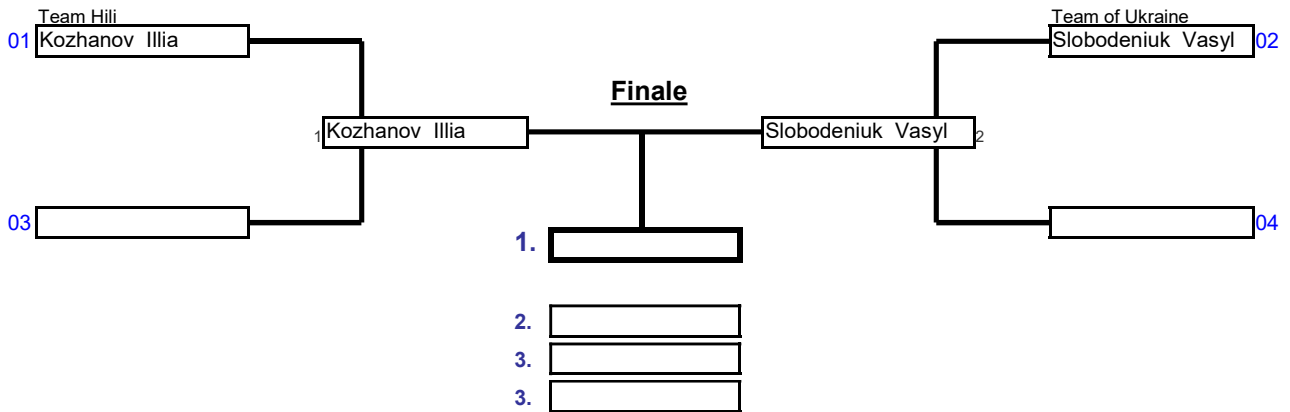 Team Hili
Team of Ukraine
01 Kozhanov Illia
Slobodeniuk Vasyl 02
Finale
1 Kozhanov Illia
Slobodeniuk Vasyl 2
03
04
1.
2.
3.
3.